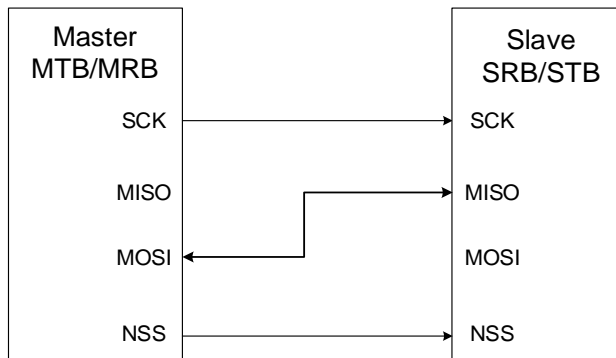 Master
MTB/MRB
SCK
MISO
MOSI
NSS
Slave
SRB/STB
SCK
MISO
MOSI
NSS